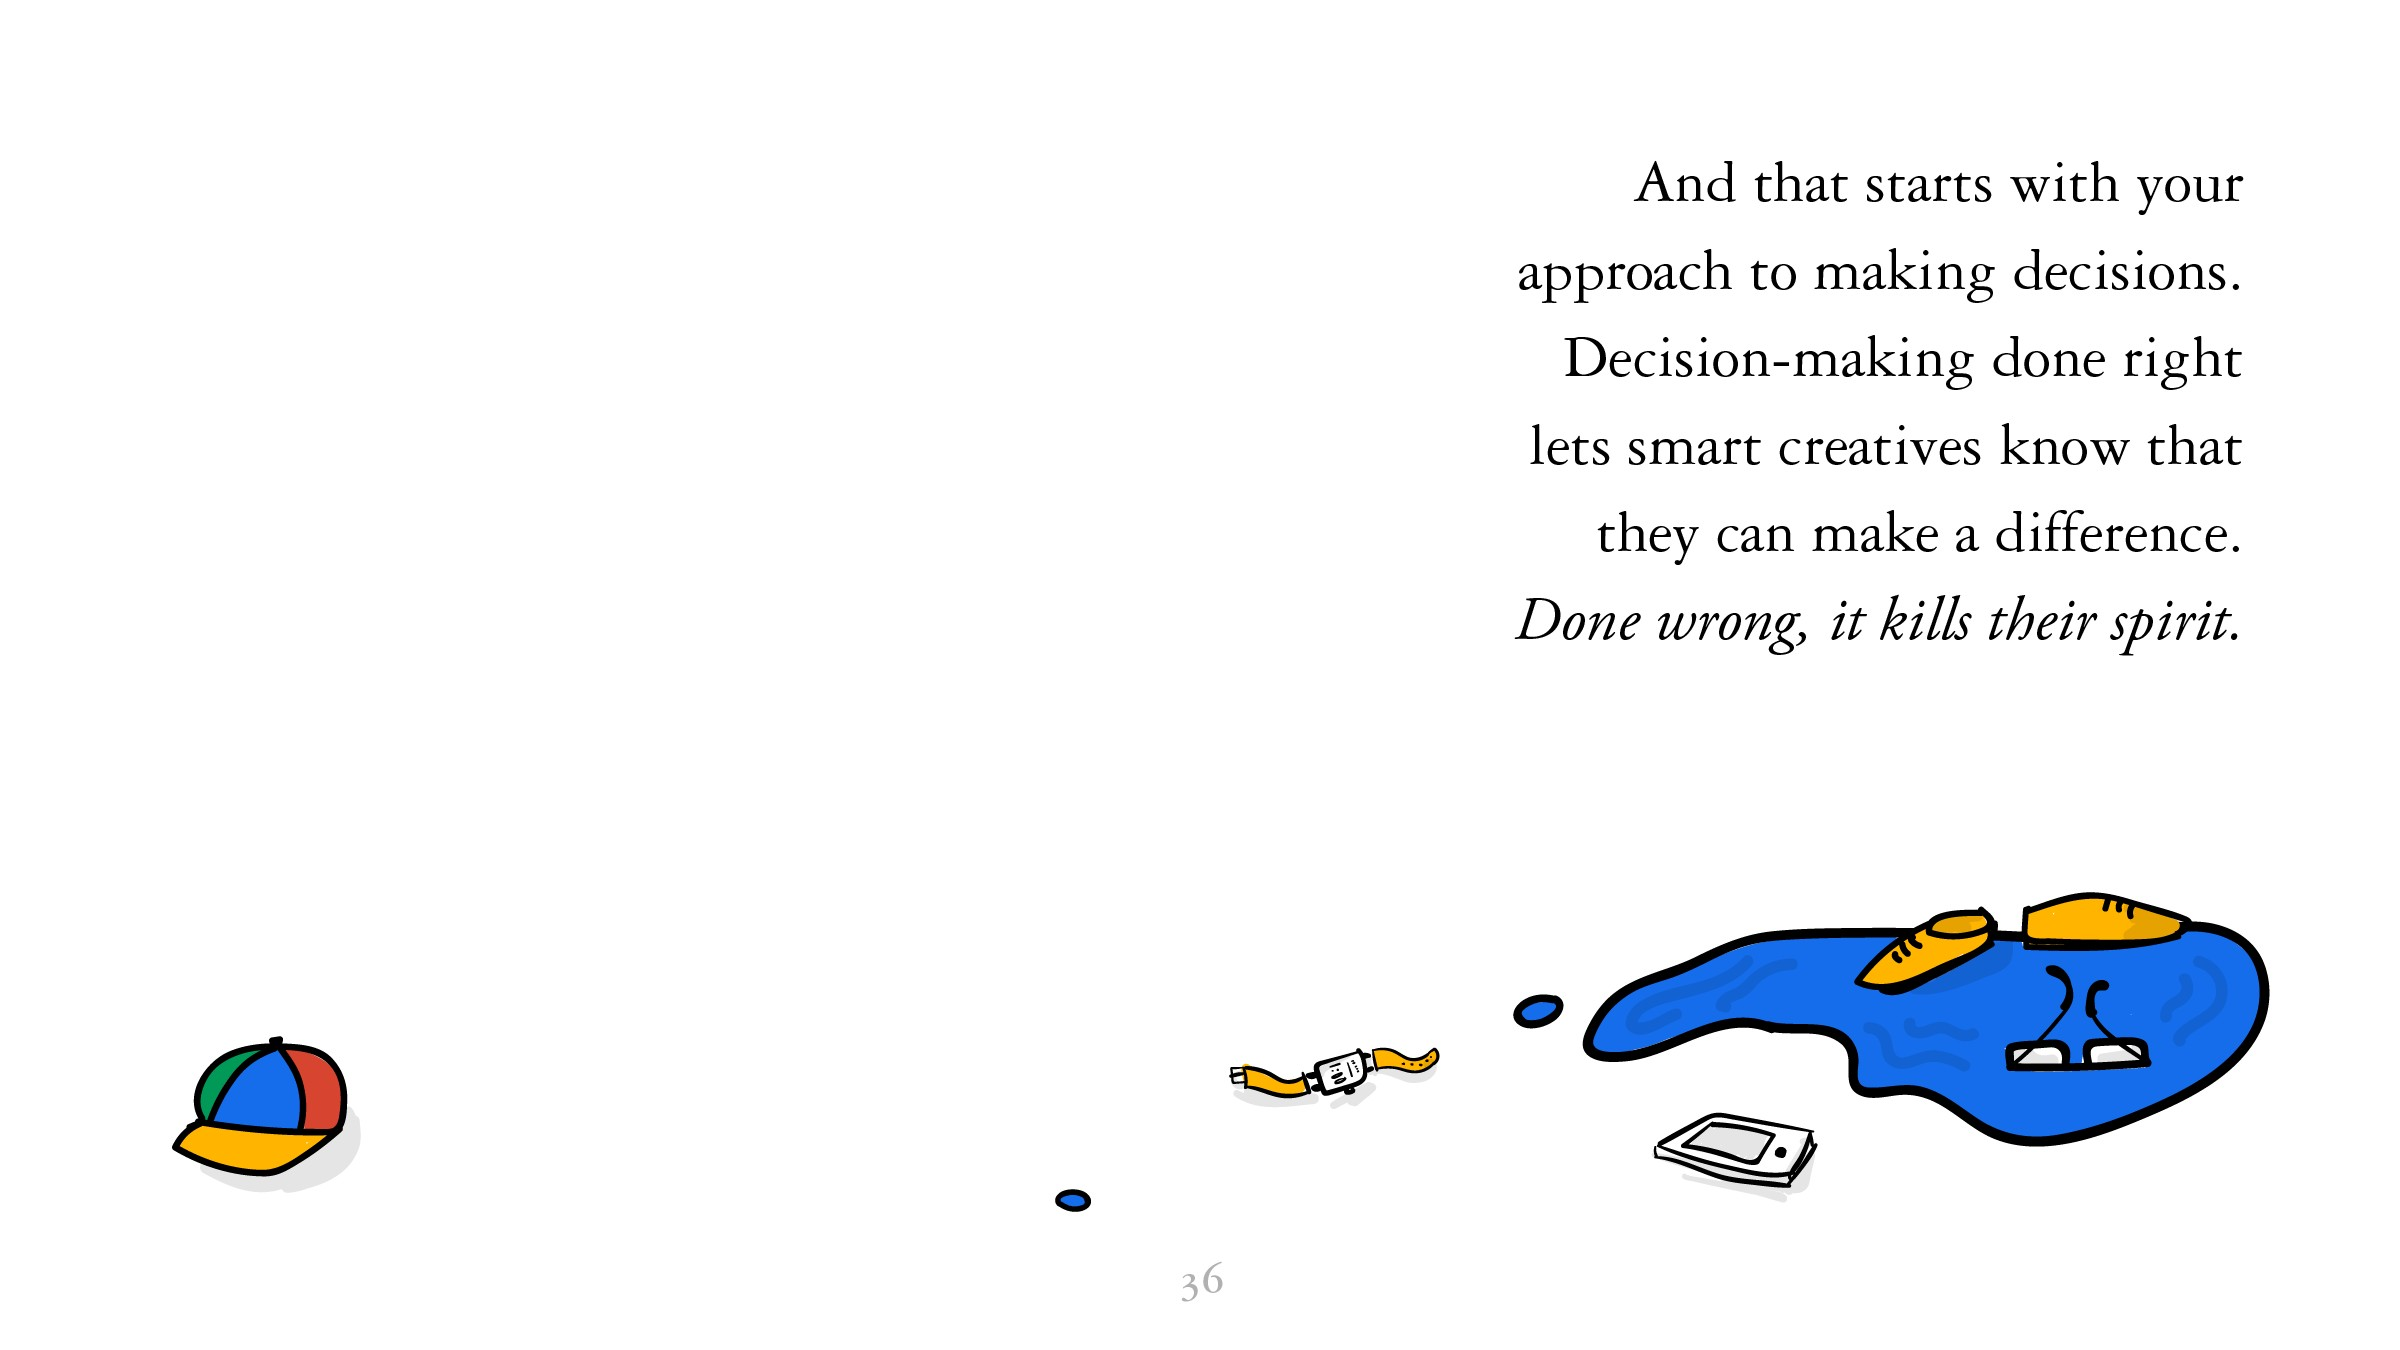 And that starts with your
approach to making decisions.
Decision-making done right
lets smart creatives know that
they can make a difference.
Done wrong, it kills their spirit.
36